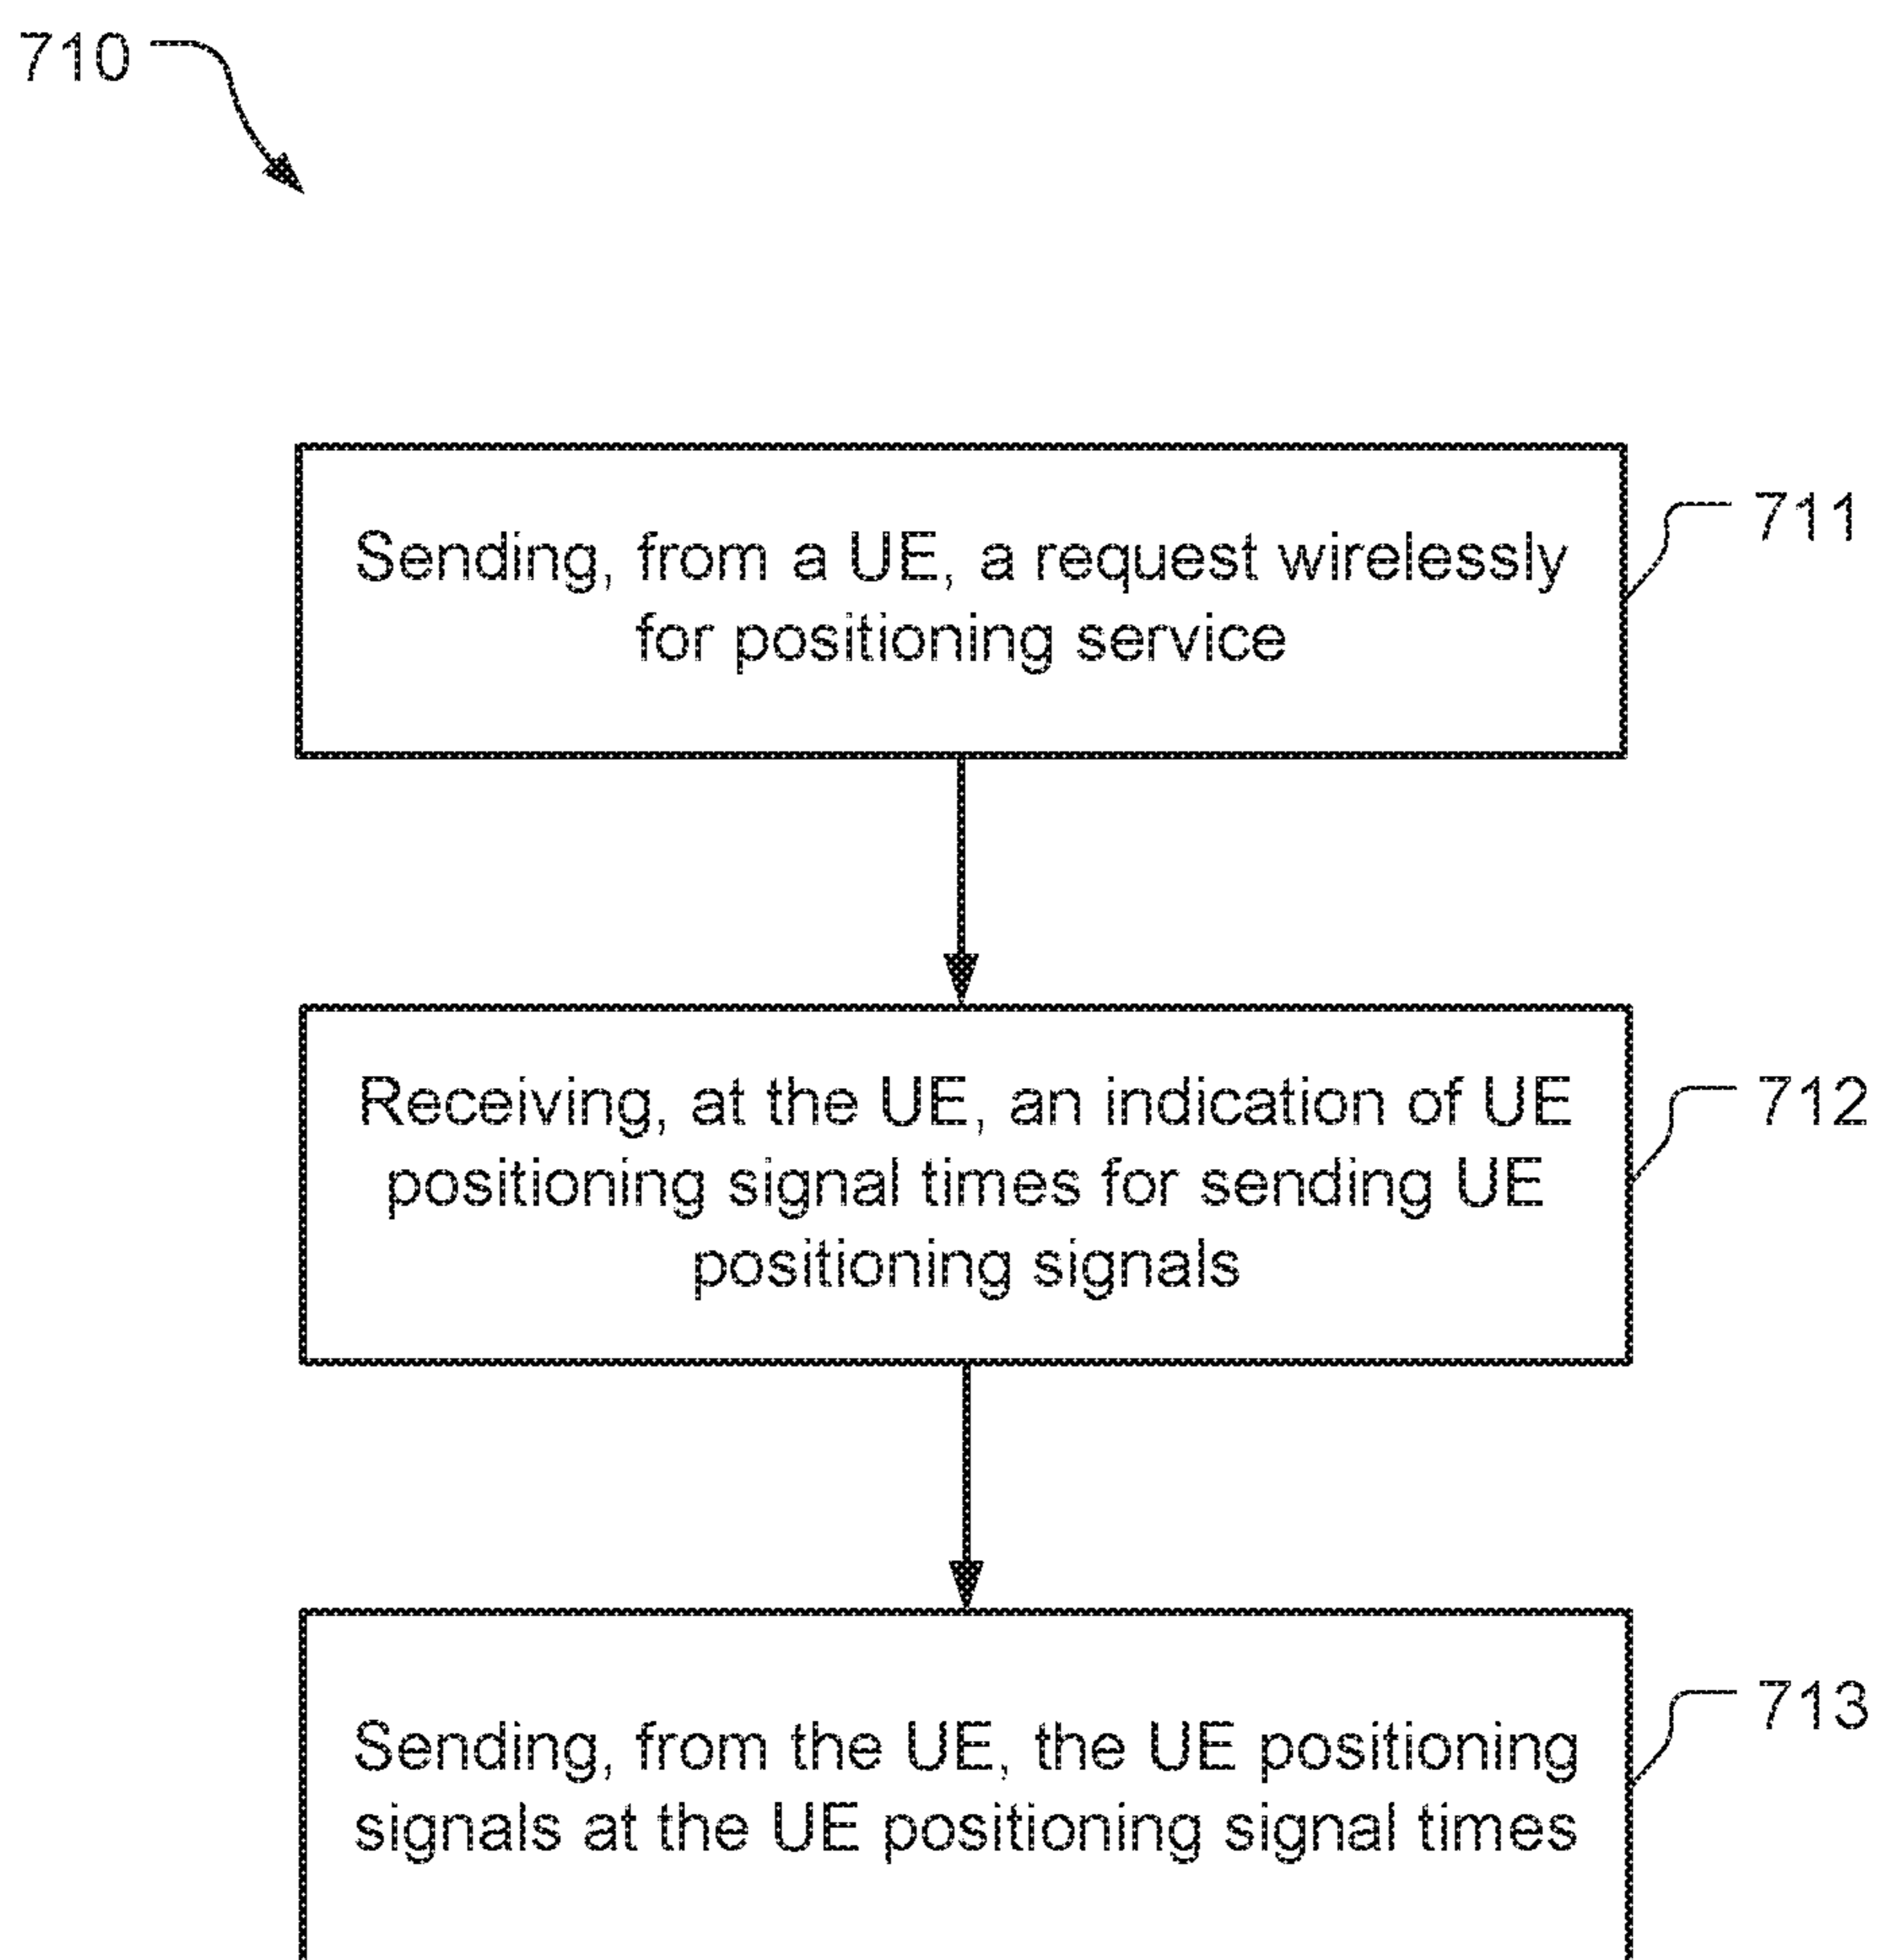 710
Sending, from a UE, a request wirelessly
for positioning service
711
Receiving, at the UE, an indication of UE
positioning signal times for sending UE
positioning signals
712
Sending, from the UE, the UE positioning
signals at the UE positioning signal times
713